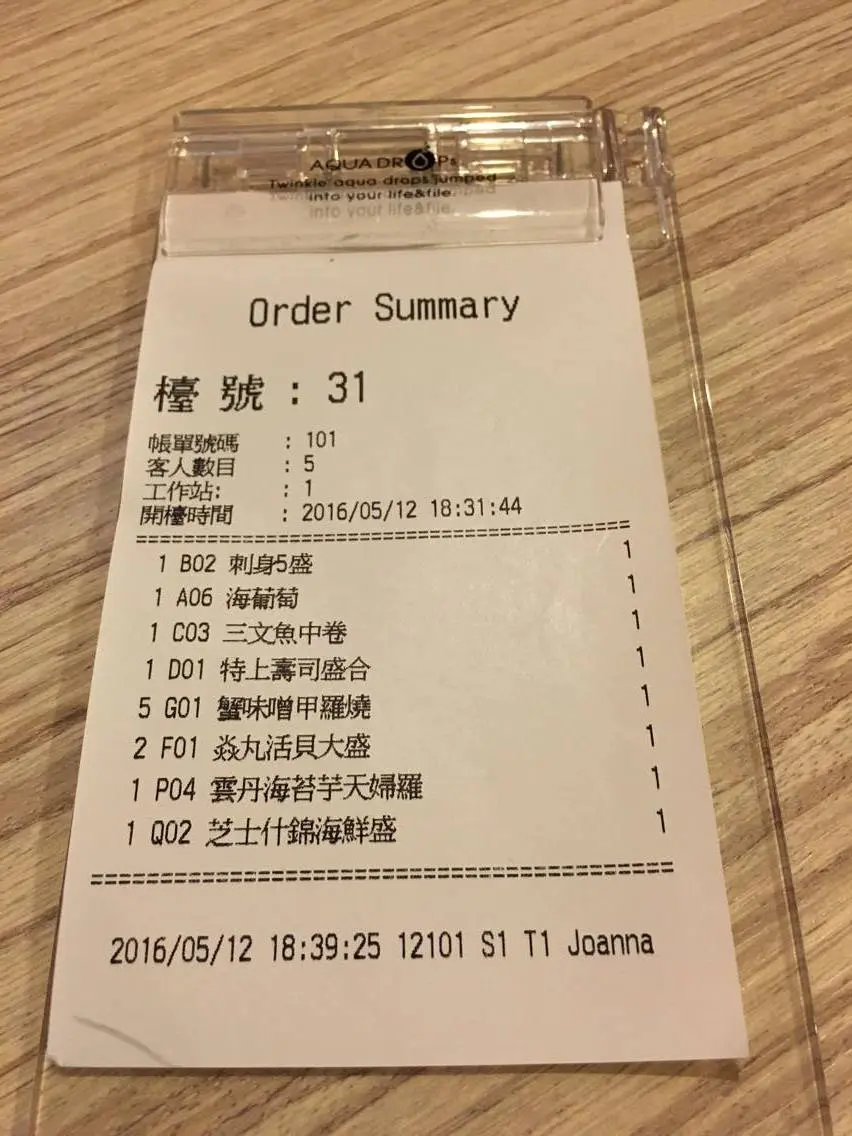 AQUA DROPs
Twinkle aqua drops jumped
into your life&file.
Order Summary
檯 號 : 31
帳單號碼 : 101
客人數目 : 5
工作站: : 1
開檯時間 : 2016/05/12 18:31:44
1 B02 刺身5盛 1
1 A06 海葡萄 1
1 C03 三文魚中卷 1
1 D01 特上壽司盛合 1
5 G01 蟹味噌甲羅燒 1
2 F01 焱丸活貝大盛 1
1 P04 雲丹海苔芋天婦羅 1
1 Q02 芝士什錦海鮮盛 1
2016/05/12 18:39:25 12101 S1 T1 Joanna